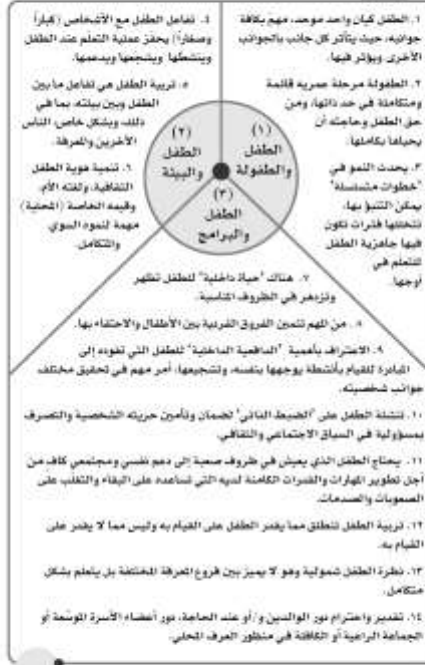 ١. الطفل كيان واحد موحد، مهم بكافة
جوانبه، حيث يتأثر كل جانب بالجوانب
الأخرى ويؤثر فيها.
٢. الطفولة مرحلة عمرية قائمة
ومتكاملة في حد ذاتها، ومن
حق الطفل وحاجته أن
يحياها بكاملها.
٣. يحدث النمو في
"خطوات متسلسلة"
يمكن التنبؤ بها،
تتخللها فترات تكون
فيها جاهزية الطفل
للتعلم في
أوجها.
٤. تفاعل الطفل مع الأشخاص (كباراً
وصغاراً) يحفز عملية التعلم عند الطفل
وينشطها ويشجعها ويدعمها.
٥. تربية الطفل هي تفاعل ما بين
الطفل وبين بيئته، بما في
ذلك، وبشكل خاص، الناس
الآخرين والمعرفة.
٦. تنمية هوية الطفل
الثقافية، ولغته الأم،
وقيمه الخاصة (المحلية)
مهمة لنموه السوي
والمتكامل.
(١)
الطفل
والطفولة
(٢)
الطفل
والبيئة
(٣)
الطفل
والبرامج
٧. هناك "حياة داخلية" للطفل تظهر
وتزدهر في الظروف المناسبة.
٨. من المهم تثمين الفروق الفردية بين الأطفال والاحتفاء بها.
٩. الاعتراف بأهمية "الدافعية الداخلية" للطفل التي تقوده إلى
المبادرة للقيام بأنشطة يوجهها بنفسه، وتشجيعها، أمر مهم في تحقيق مختلف
جوانب شخصيته.
١٠. تنشئة الطفل على "الضبط الذاتي" لضمان وتأمين حريته الشخصية والتصرف
بمسؤولية في السياق الاجتماعي والثقافي.
١١. يحتاج الطفل الذي يعيش في ظروف صعبة إلى دعم نفسي ومجتمعي كاف من
أجل تطوير المهارات والقدرات الكامنة لديه التي تساعده على البقاء والتغلب على
الصعوبات والصدمات.
١٢. تربية الطفل تنطلق مما يقدر الطفل على القيام به وليس مما لا يقدر على
القيام به.
١٣. نظرة الطفل شمولية وهو لا يميز بين فروع المعرفة المختلفة بل يتعلم بشكل
متكامل.
١٤. تقدير واحترام دور الوالدين و/أو عند الحاجة، دور أعضاء الأسرة الموسّعة أو
الجماعة الراعية أو الكافلة في منظور العرف المحلي.